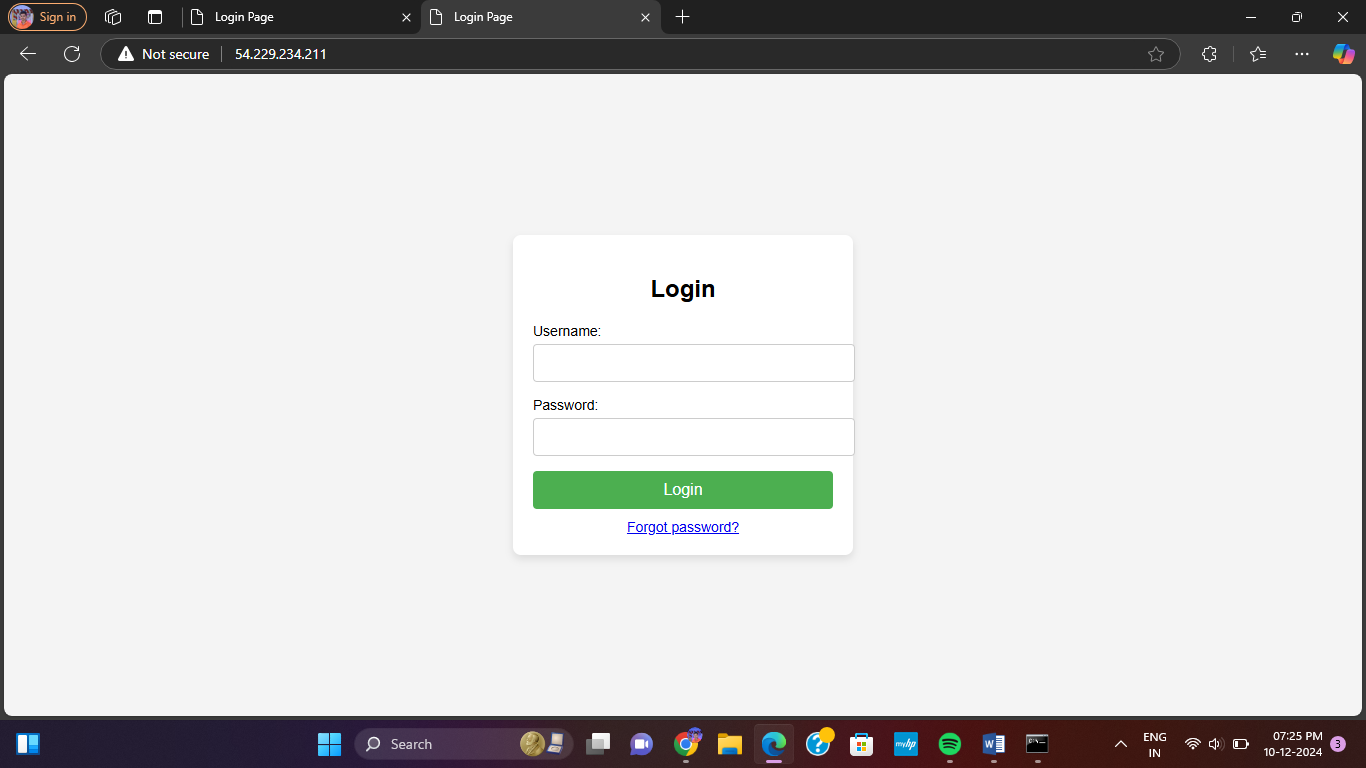 Sign in
Login Page
Login Page
Not secure
54.229.234.211
Login
Username:
Password:
Login
Forgot password?
Search
myhp
ENG
IN
07:25 PM
10-12-2024
3